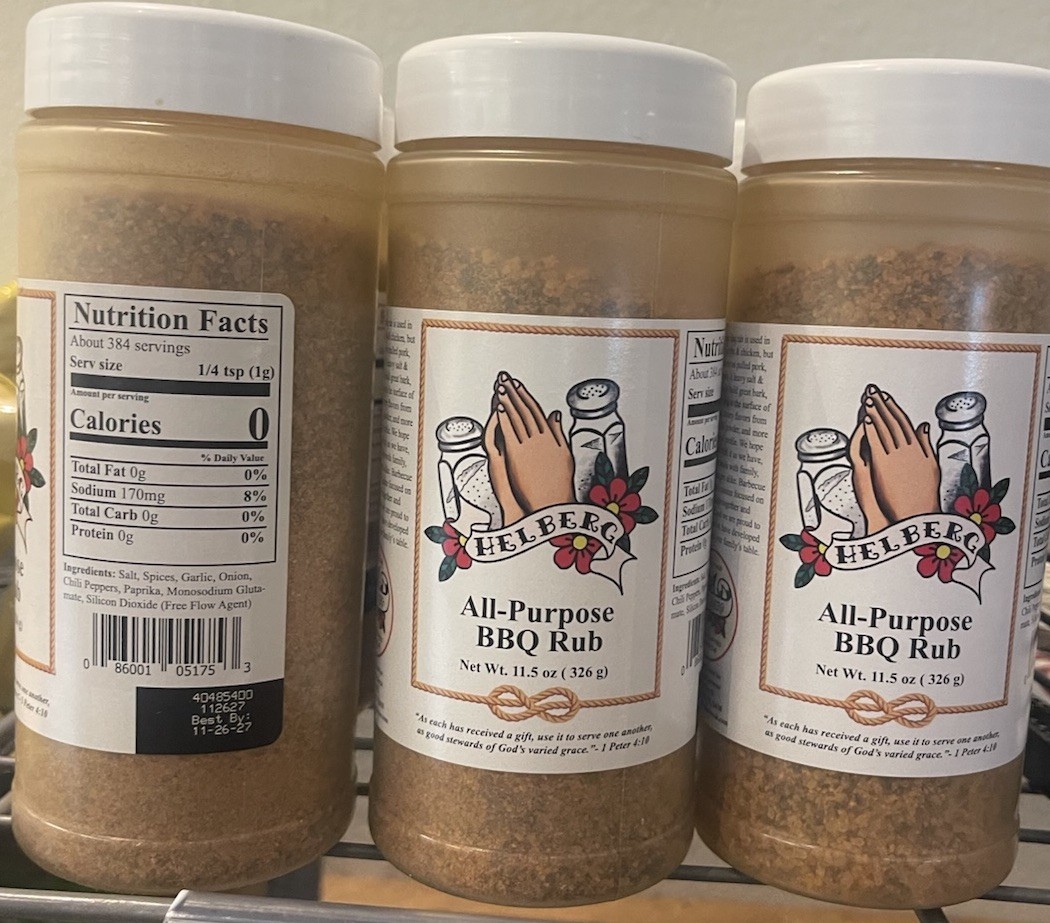 Nutrition Facts
About 384 servings
Serv size 1/4 tsp (1g)
Amount per serving
Calories 0
% Daily Value
Total Fat 0g 0%
Sodium 170mg 8%
Total Carb 0g 0%
Protein 0g 0%
Ingredients: Salt, Spices, Garlic, Onion,
Chili Peppers, Paprika, Monosodium Gluta-
mate, Silicon Dioxide (Free Flow Agent)
0 86001 05175 3
40485400
112627
Best By:
11-26-27
HELBERG
All-Purpose
BBQ Rub
Net Wt. 11.5 oz ( 326 g)
"As each has received a gift, use it to serve one another,
as good stewards of God's varied grace."- 1 Peter 4:10
HELBERG
All-Purpose
BBQ Rub
Net Wt. 11.5 oz ( 326 g)
"As each has received a gift, use it to serve one another,
as good stewards of God's varied grace."- 1 Peter 4:10